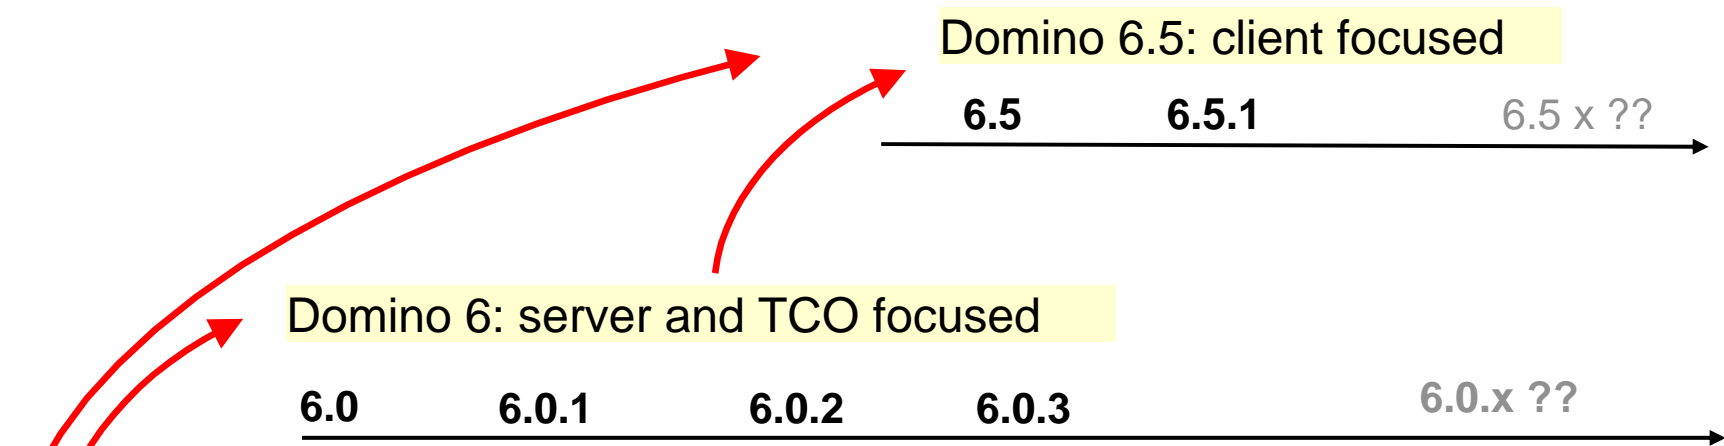 Domino 6.5: client focused
6.5 6.5.1 6.5 x ??
Domino 6: server and TCO focused
6.0 6.0.1 6.0.2 6.0.3 6.0.x ??